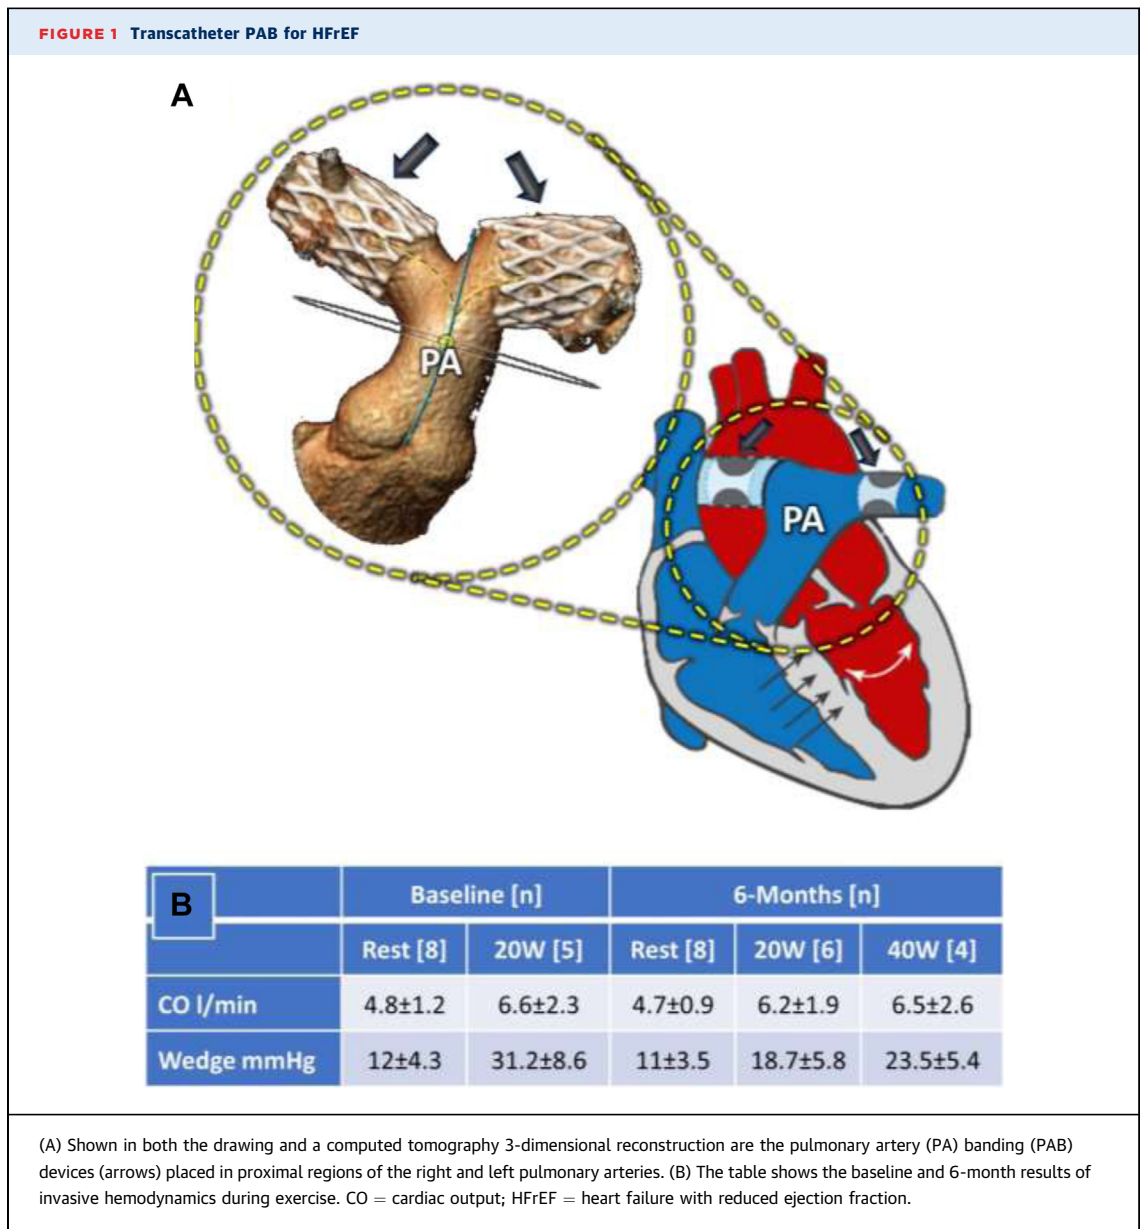 FIGURE 1 Transcatheter PAB for HFrEF
A
PA
PA
B
Baseline [n] 6-Months [n]
Rest [8] 20W [5] Rest [8] 20W [6] 40W [4]
CO l/min 4.8±1.2 6.6±2.3 4.7±0.9 6.2±1.9 6.5±2.6
Wedge mmHg 12±4.3 31.2±8.6 11±3.5 18.7±5.8 23.5±5.4
(A) Shown in both the drawing and a computed tomography 3-dimensional reconstruction are the pulmonary artery (PA) banding (PAB)
devices (arrows) placed in proximal regions of the right and left pulmonary arteries. (B) The table shows the baseline and 6-month results of
invasive hemodynamics during exercise. CO = cardiac output; HFrEF = heart failure with reduced ejection fraction.